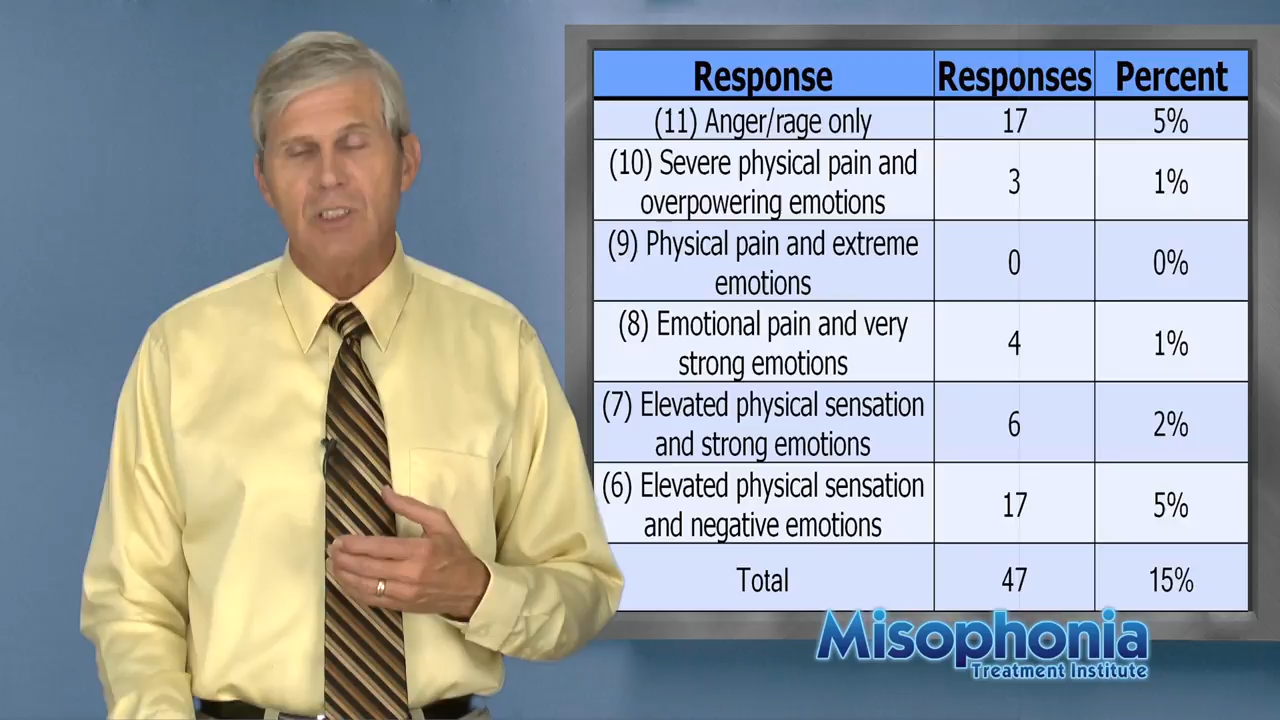 Response Responses Percent
(11) Anger/rage only 17 5%
(10) Severe physical pain and
overpowering emotions 3 1%
(9) Physical pain and extreme
emotions 0 0%
(8) Emotional pain and very
strong emotions 4 1%
(7) Elevated physical sensation
and strong emotions 6 2%
(6) Elevated physical sensation
and negative emotions 17 5%
Total 47 15%
Misophonia
Treatment Institute